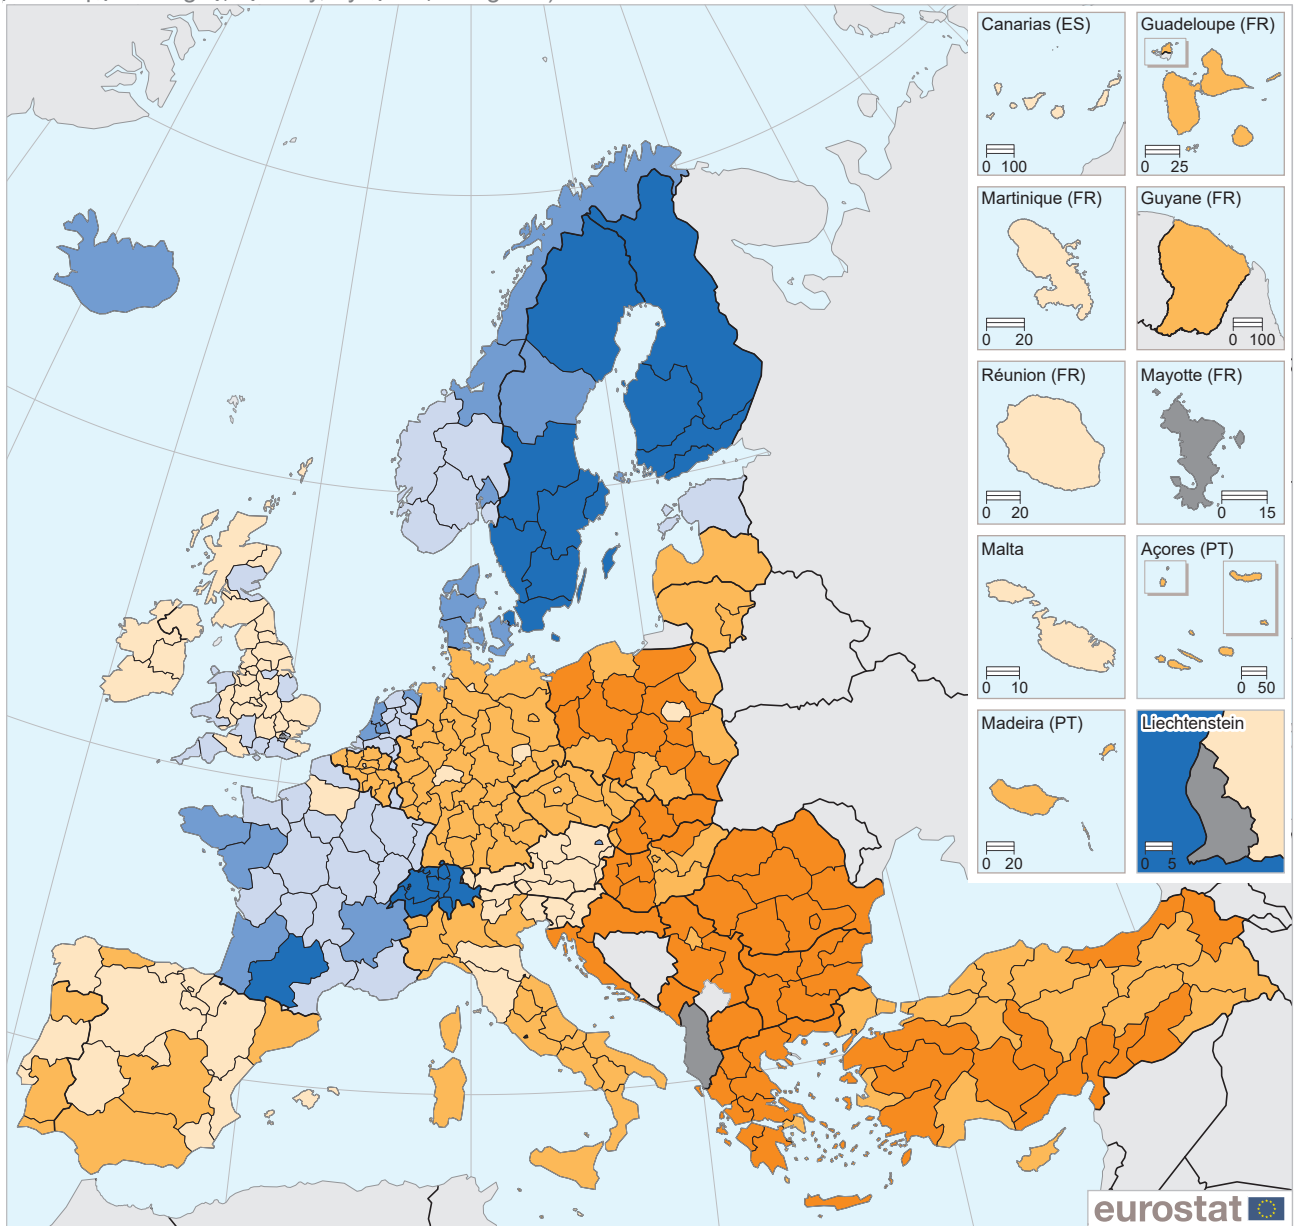 Canarias (ES)
0 100
Guadeloupe (FR)
0 25
Martinique (FR)
0 20
Guyane (FR)
0 100
Réunion (FR)
0 20
Mayotte (FR)
0 15
Malta
0 10
Açores (PT)
0 50
Madeira (PT)
0 20
Liechtenstein
0 5
eurostat